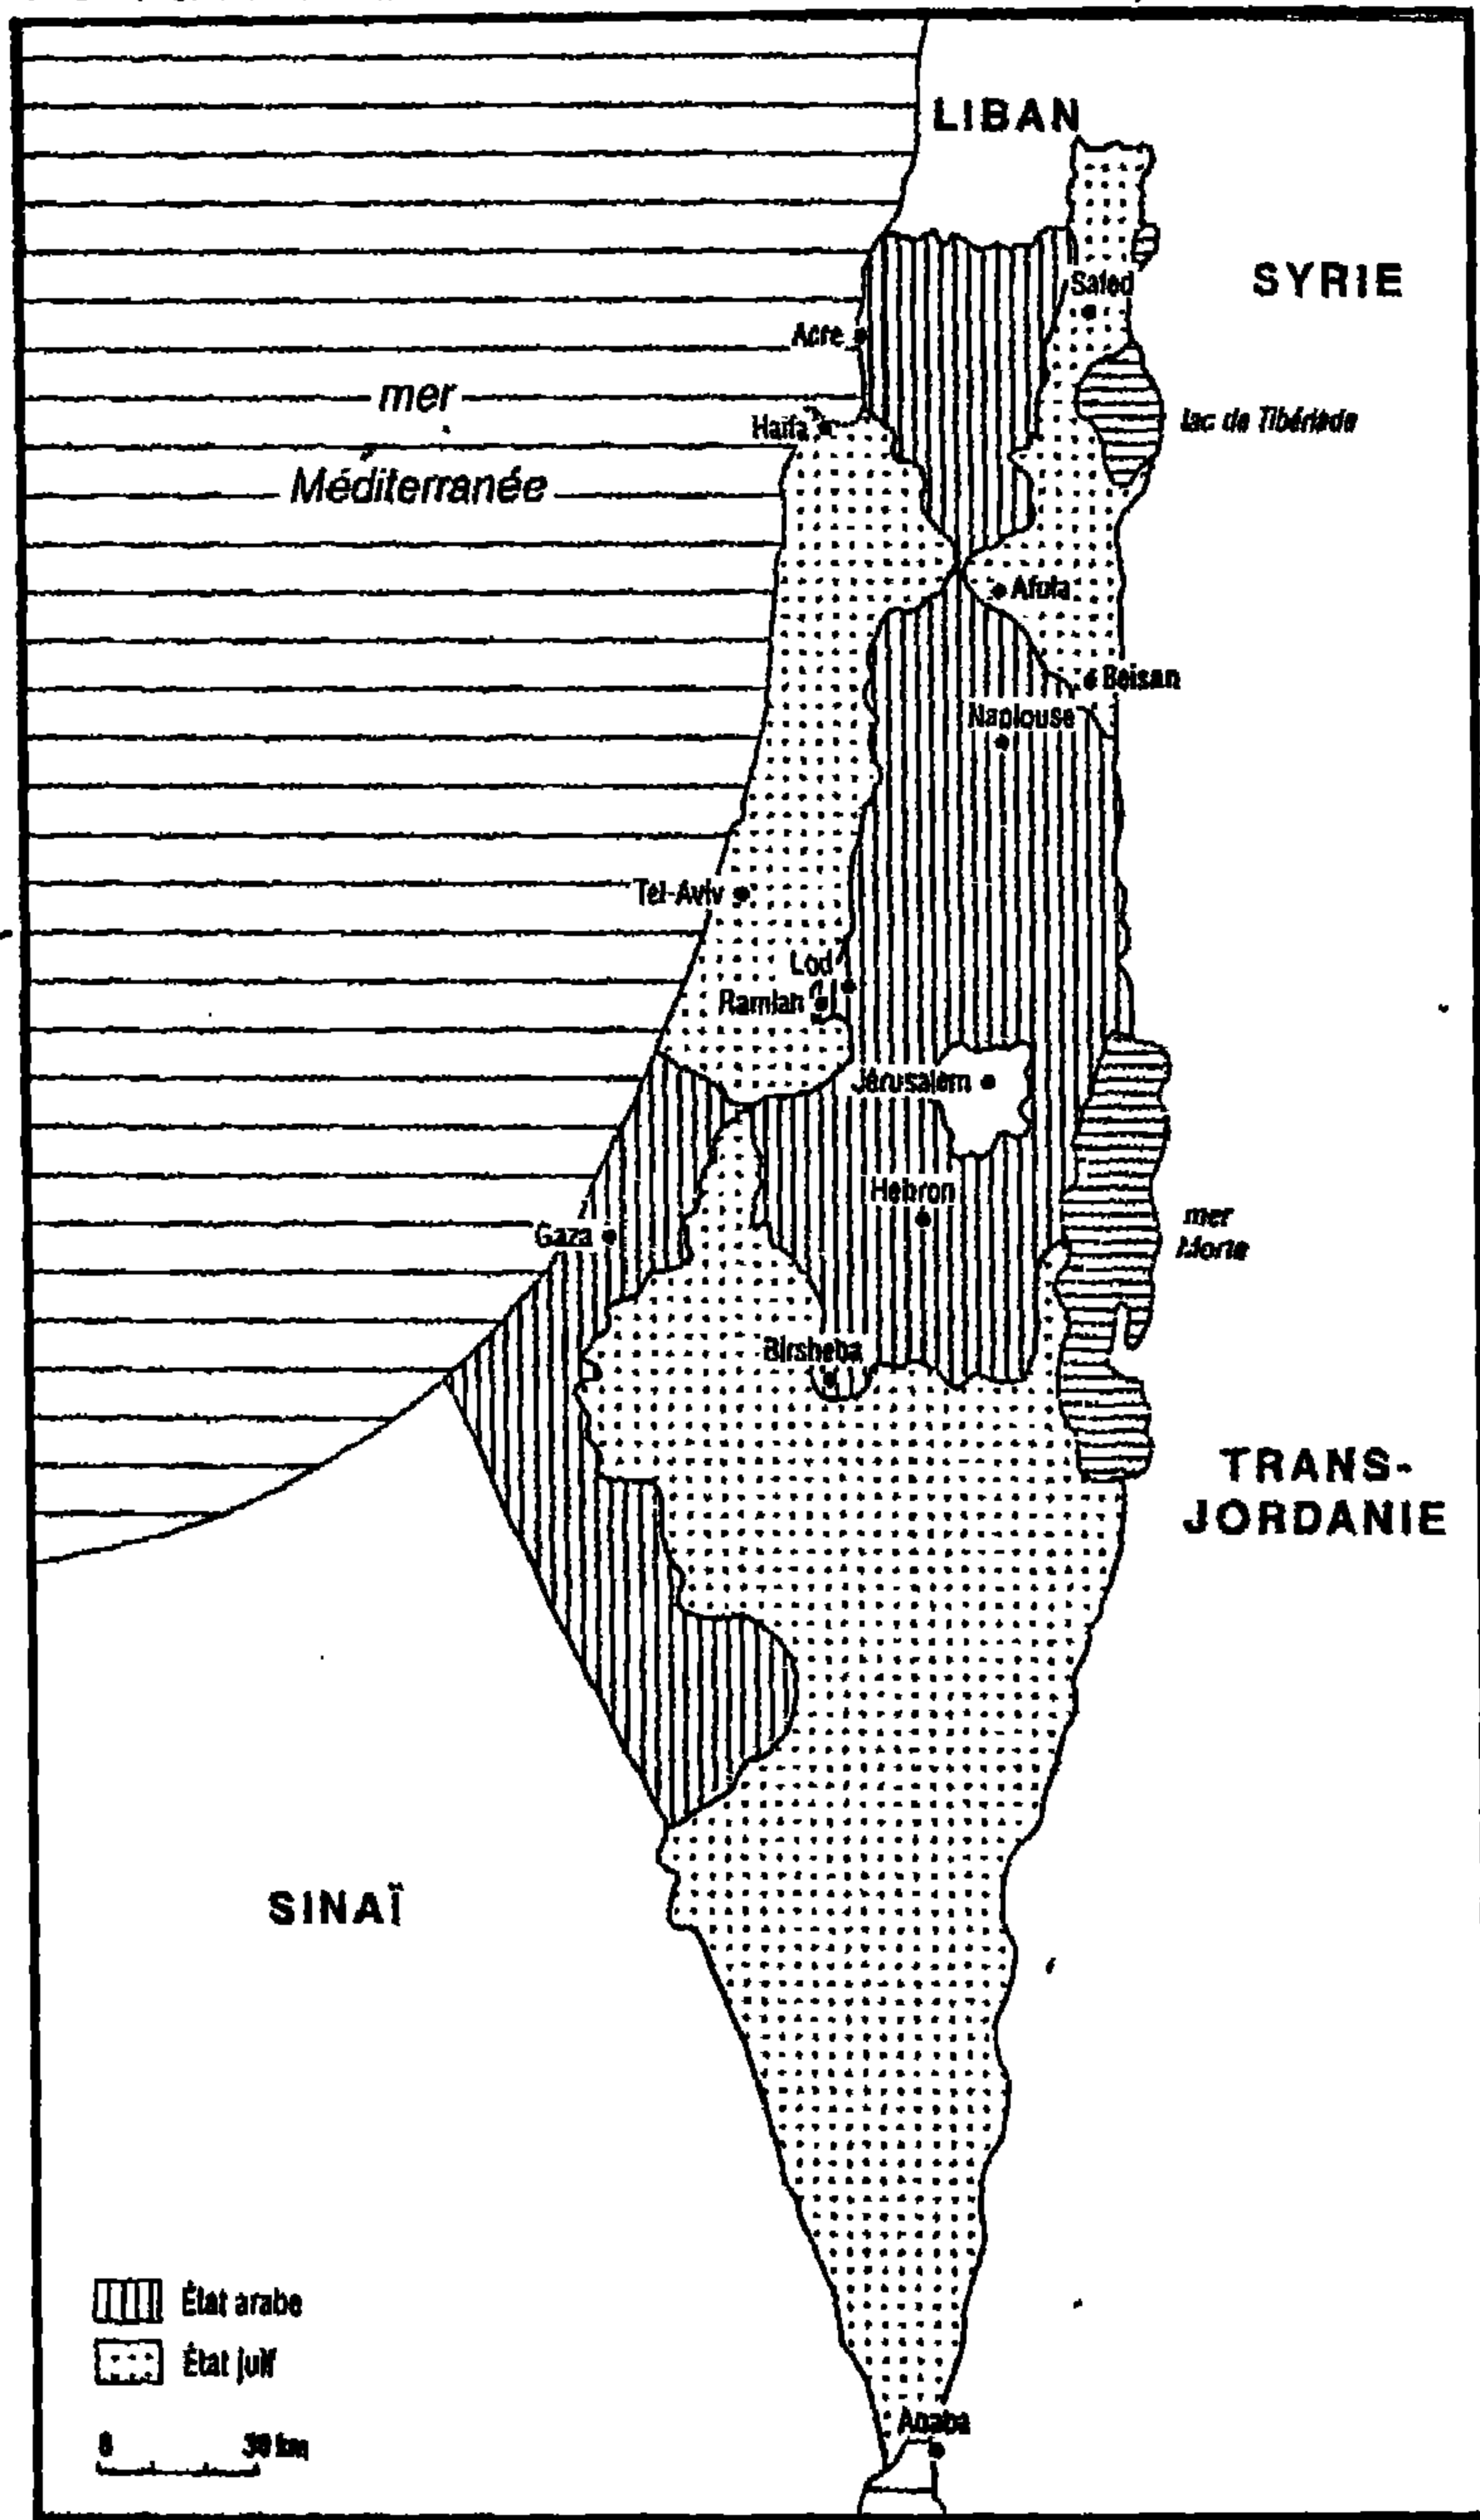 LIBAN
SYRIE
Safed
Acre
mer
Haïfa
lac de Tibériade
Méditerranée
Afula
Beisan
Naplouse
Tel-Aviv
Lod
Ramlah
Jérusalem
Hébron
mer
Morte
Gaza
Birsheba
TRANS-
JORDANIE
SINAÏ
État arabe
État juif
0 30 km
Aqaba